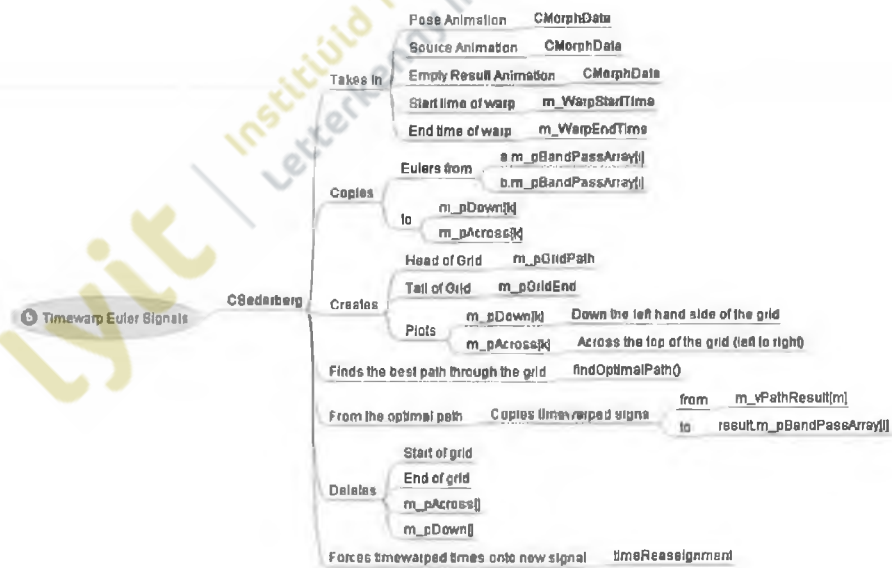 Pose Animation CMorphData
Source Animation CMorphData
Takes in
Empty Result Animation CMorphData
Start time of warp m_WarpStartTime
End time of warp m_WarpEndTime
Eulers from
a.m_pBandPassArray[i]
b.m_pBandPassArray[i]
Copies
to
m_pDown[k]
m_pAcross[k]
Head of Grid m_pGridPath
Tail of Grid m_pGridEnd
6 Timewarp Euler Signals
CSederberg
Creates
Plots
m_pDown[k] Down the left hand side of the grid
m_pAcross[k] Across the top of the grid (left to right)
Finds the best path through the grid findOptimalPath()
From the optimal path Copies timewarped signa
from m_vPathResult[m]
to result.m_pBandPassArray[i]
Start of grid
End of grid
Deletes
m_pAcross[]
m_pDown[]
Forces timewarped times onto new signal timeReassignment
lyit
Institiúid
Letterkenny